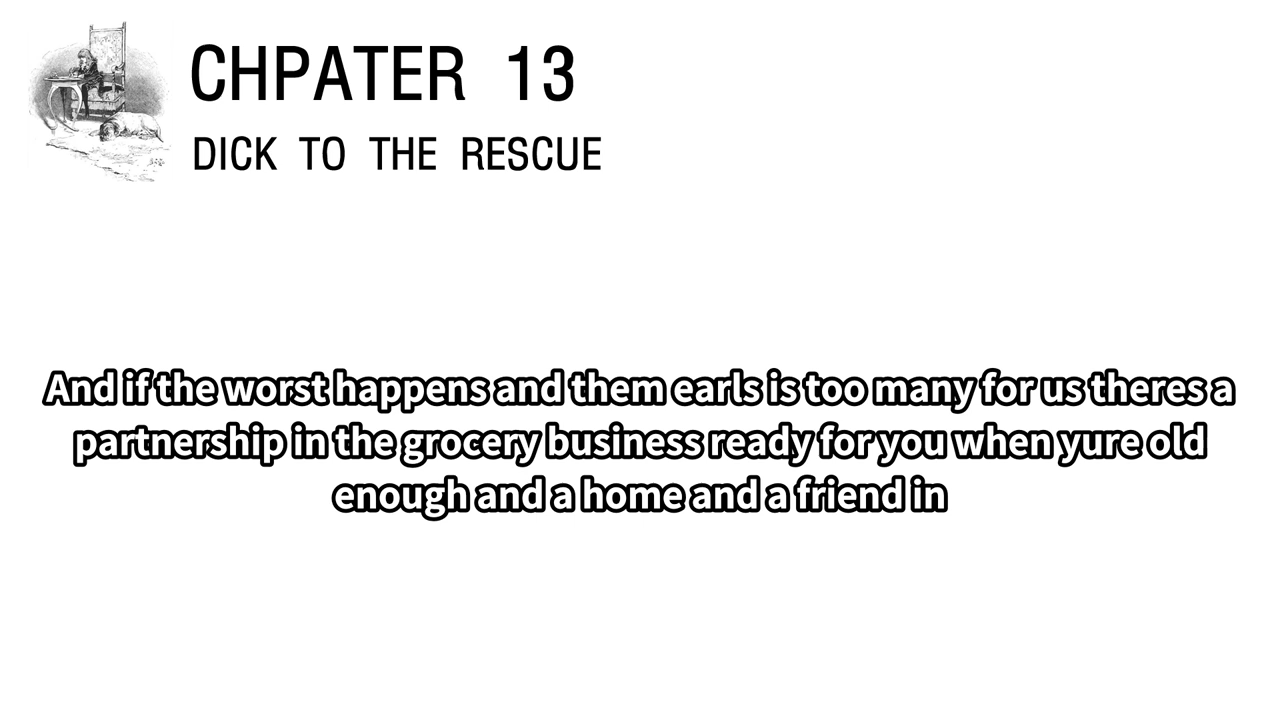 CHPATER 13
DICK TO THE RESCUE
And if the worst happens and them earls is too many for us theres a
partnership in the grocery business ready for you when yure old
enough and a home and a friend in